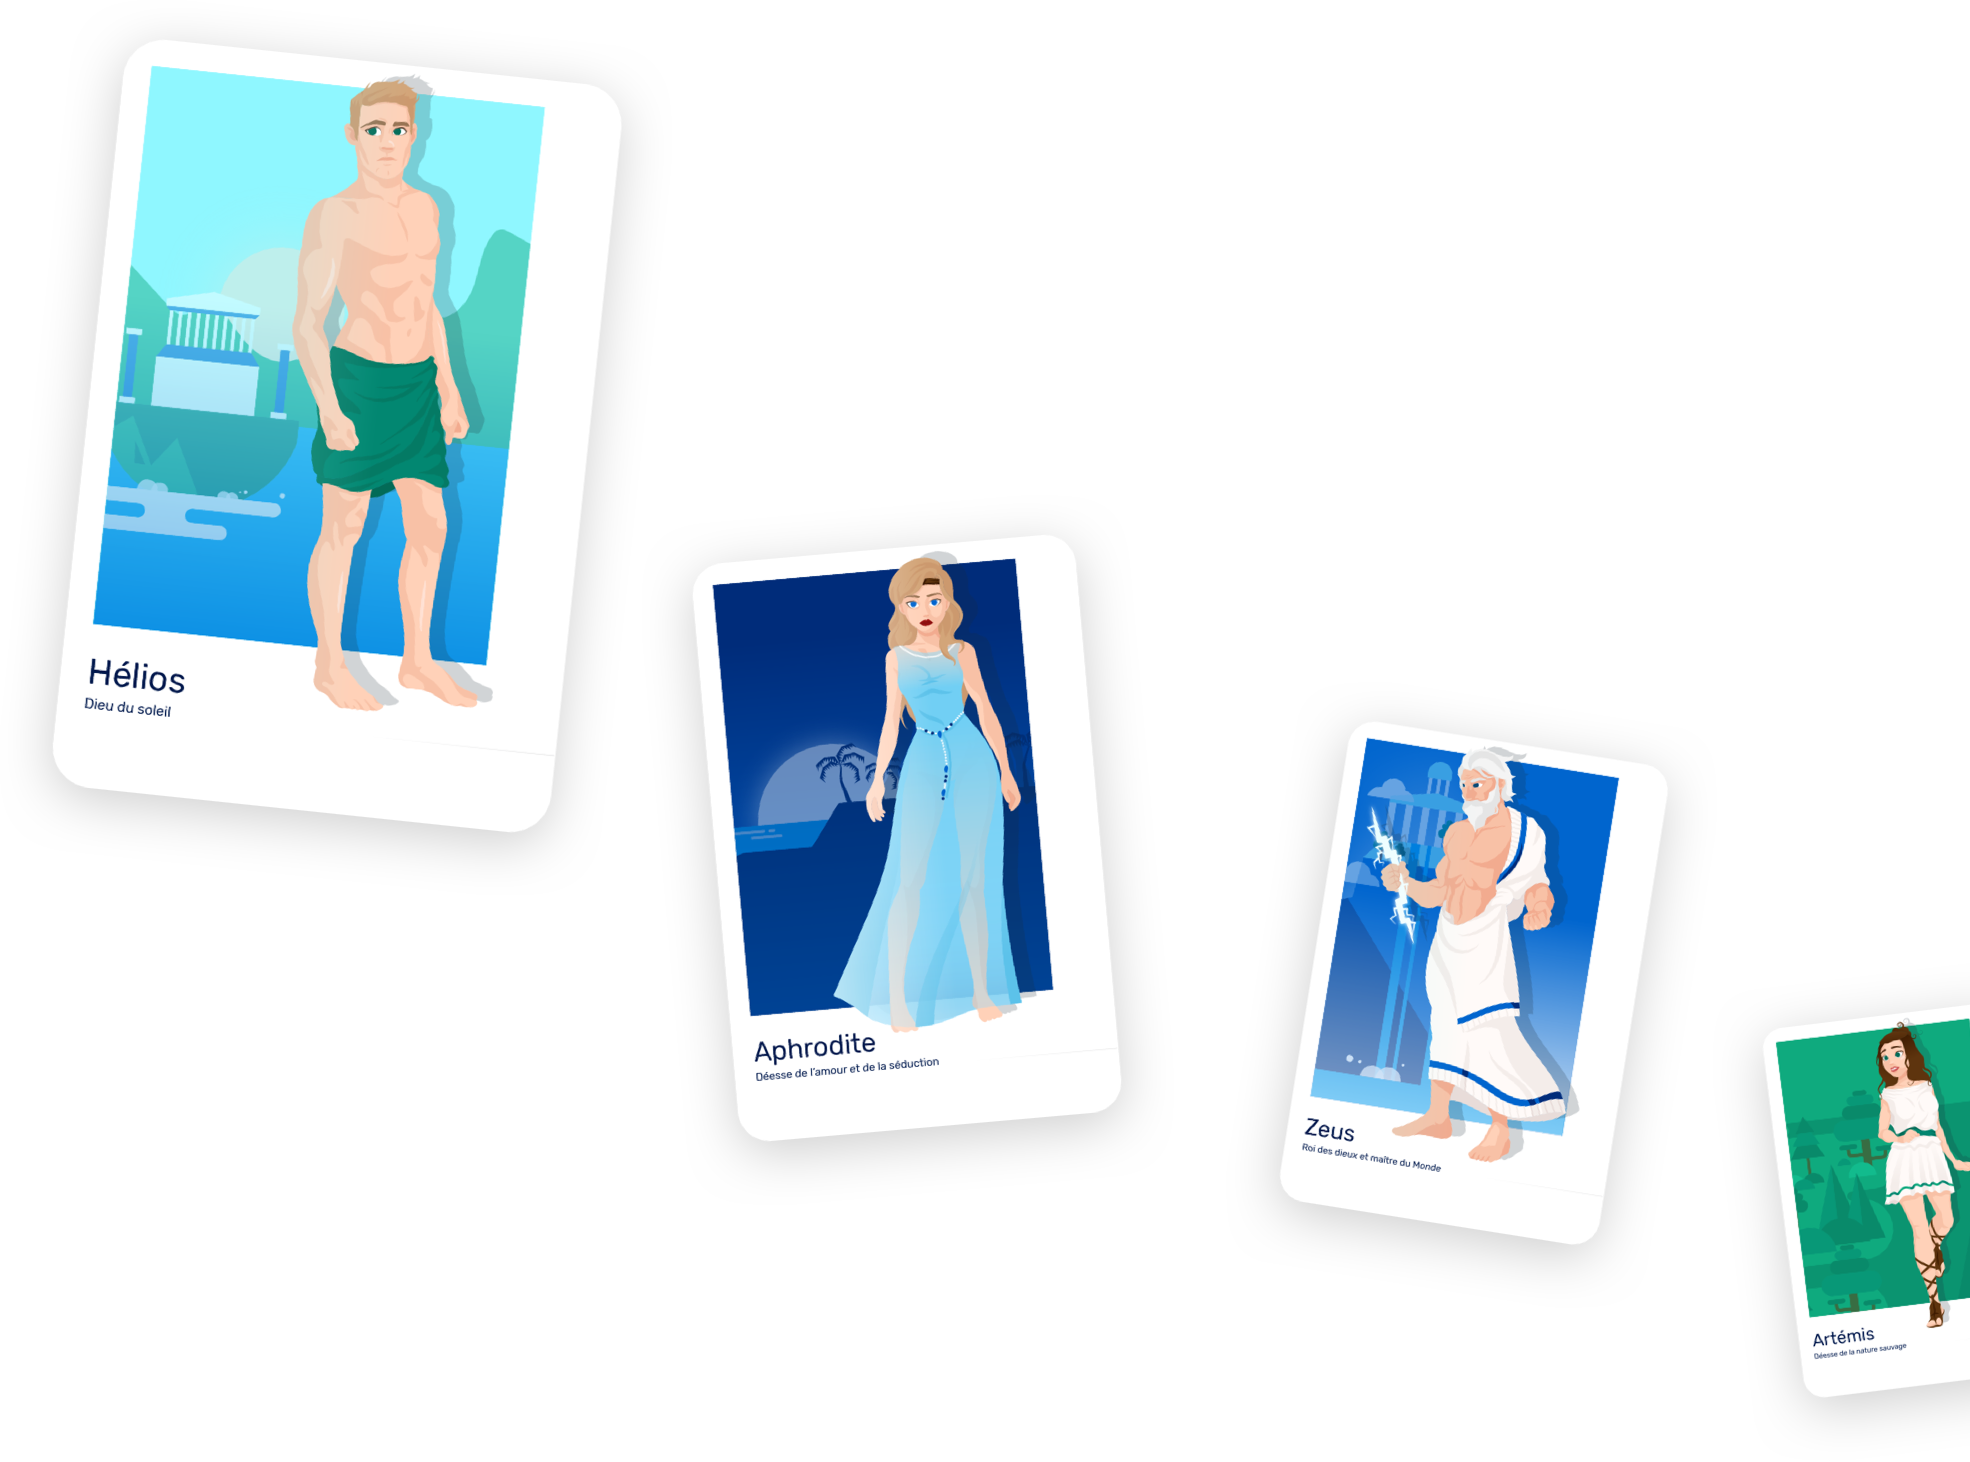 Hélios
Dieu du soleil
Aphrodite
Déesse de l'amour et de la séduction
Zeus
Roi des dieux et maître du Monde
Artémis
Déesse de la nature sauvage